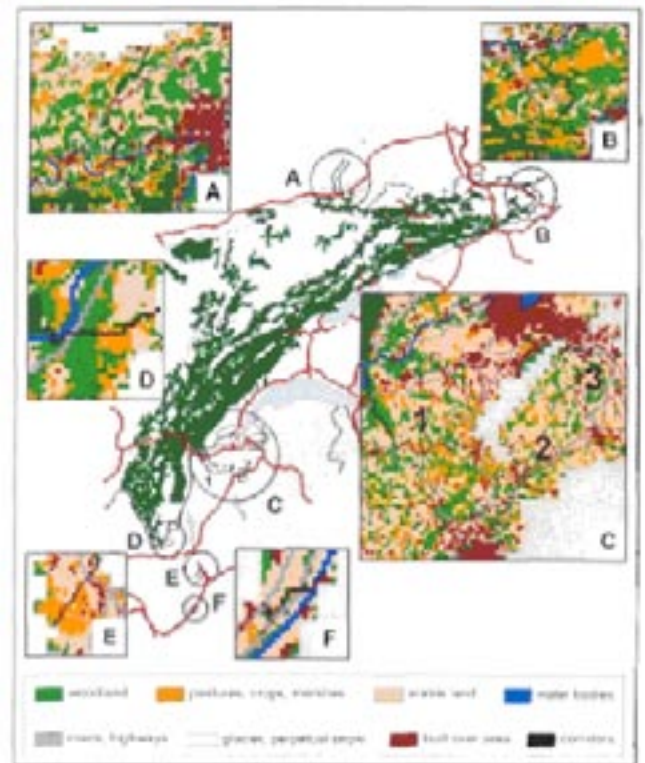 A
B
A
B
D
1
3
2
C
C
D
E
F
E
F
woodland
pastures, crops, marshes
arable land
water bodies
rivers, highways
glacier, perpetual snow
built over area
corridors